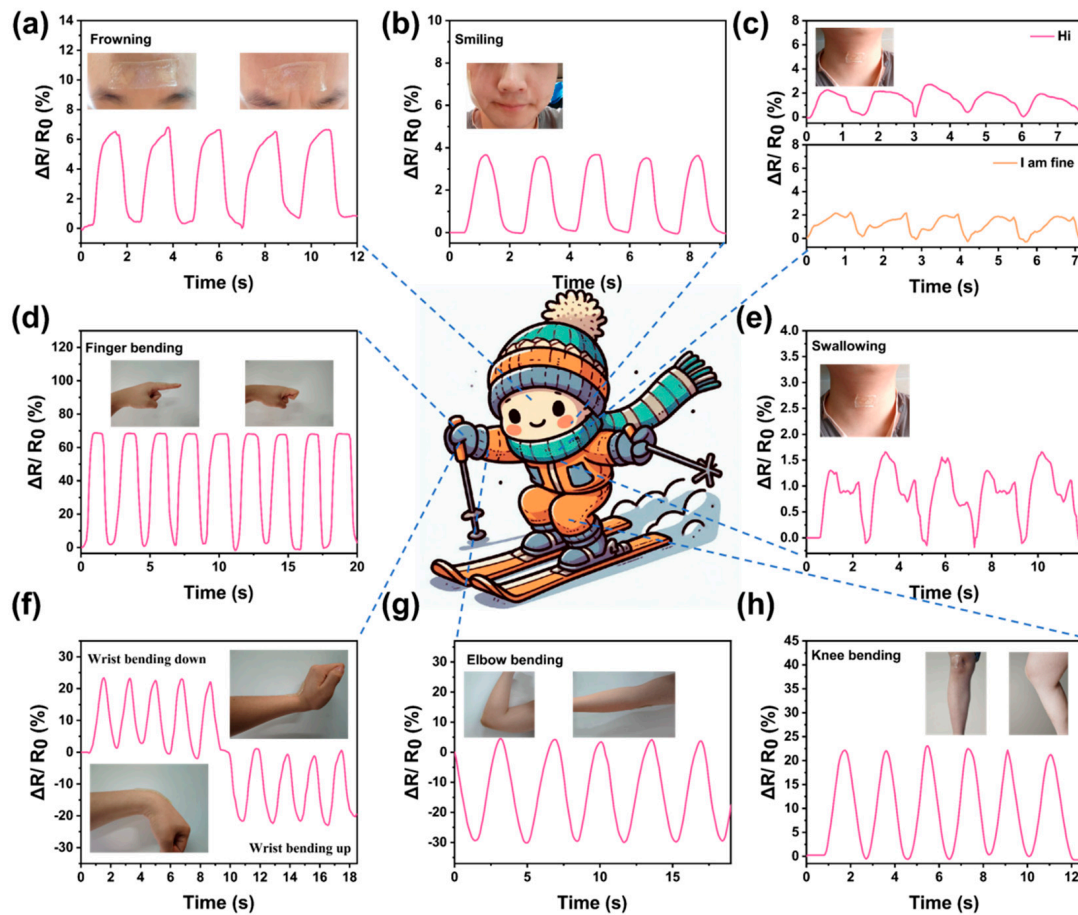 (a)
Frowning
14
12
10
8
6
4
2
0
-2
ΔR/ R0 (%)
0 2 4 6 8 10 12
Time (s)
(b)
Smiling
10
8
6
4
2
0
ΔR/ R0 (%)
0 2 4 6 8
Time (s)
(c)
Hi
8
6
4
2
0
0 1 2 3 4 5 6 7
ΔR/ R0 (%)
I am fine
8
6
4
2
0
0 1 2 3 4 5 6 7
Time (s)
(d)
Finger bending
120
100
80
60
40
20
0
ΔR/ R0 (%)
0 5 10 15 20
Time (s)
(e)
Swallowing
4.0
3.5
3.0
2.5
2.0
1.5
1.0
0.5
0.0
ΔR/ R0 (%)
0 2 4 6 8 10
Time (s)
(f)
Wrist bending down
30
20
10
0
-10
-20
-30
ΔR/ R0 (%)
Wrist bending up
0 2 4 6 8 10 12 14 16 18
Time (s)
(g)
Elbow bending
30
20
10
0
-10
-20
-30
ΔR/ R0 (%)
0 5 10 15
Time (s)
(h)
Knee bending
45
40
35
30
25
20
15
10
5
0
ΔR/ R0 (%)
0 2 4 6 8 10 12
Time (s)